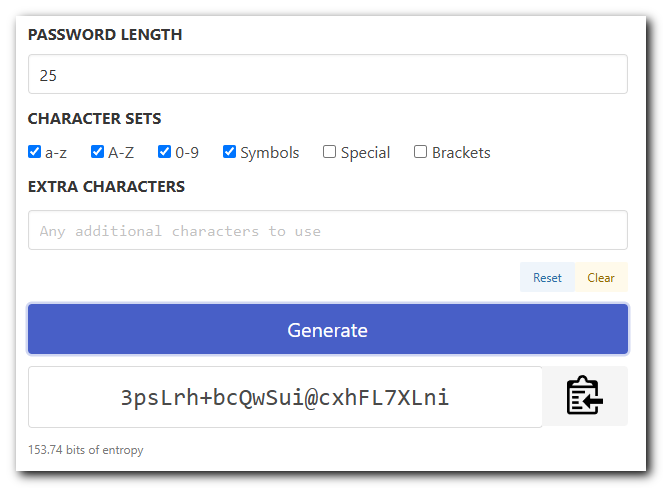 PASSWORD LENGTH
25
CHARACTER SETS
a-z A-Z 0-9 Symbols Special Brackets
EXTRA CHARACTERS
Any additional characters to use
Reset Clear
Generate
3psLrh+bcQwSui@cxhFL7XLni
153.74 bits of entropy